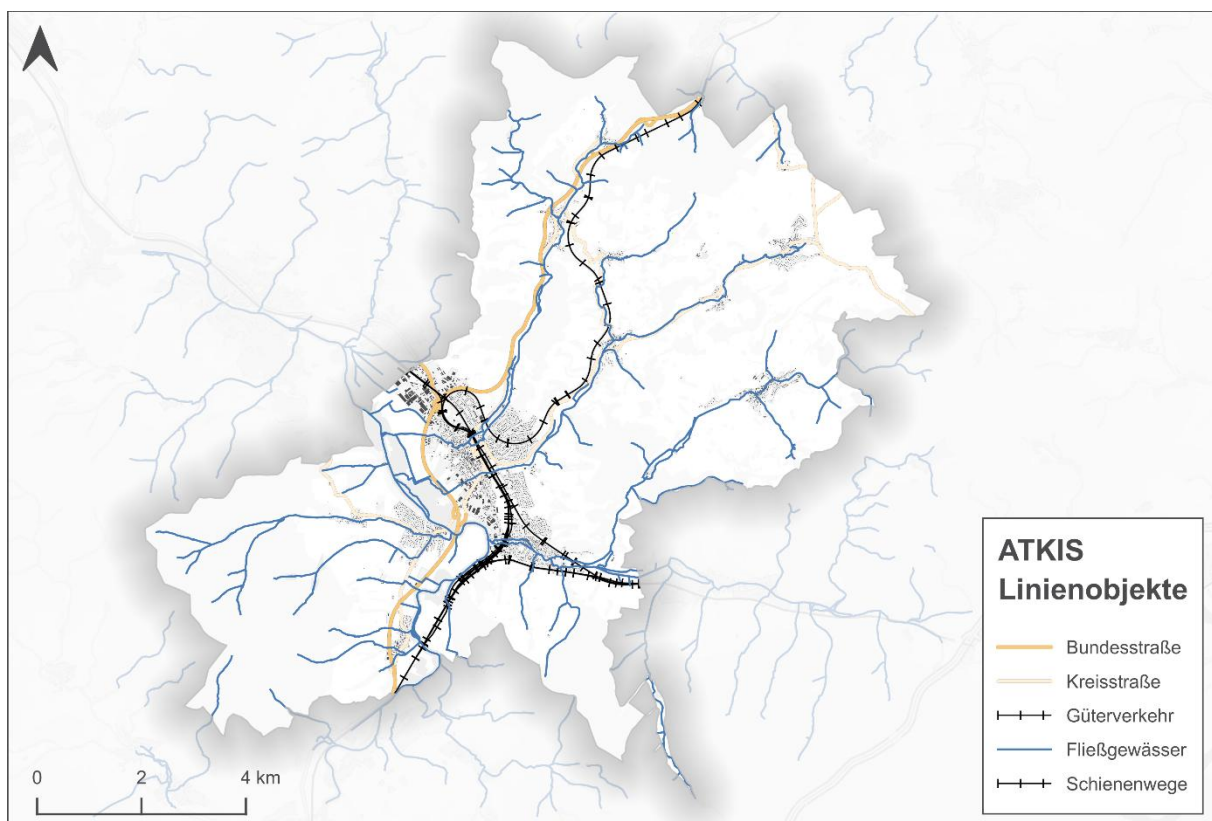 ATKIS
Linienobjekte
Bundesstraße
Kreisstraße
Güterverkehr
Fließgewässer
Schienenwege
0 2 4 km